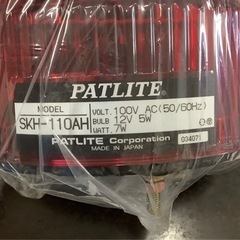 PATLITE
MODEL
SKH-110AH
VOLT. 100V AC(50/60Hz)
BULB 12V 5W
WATT. 7W
034071
PATLITE Corporation
MADE IN JAPAN